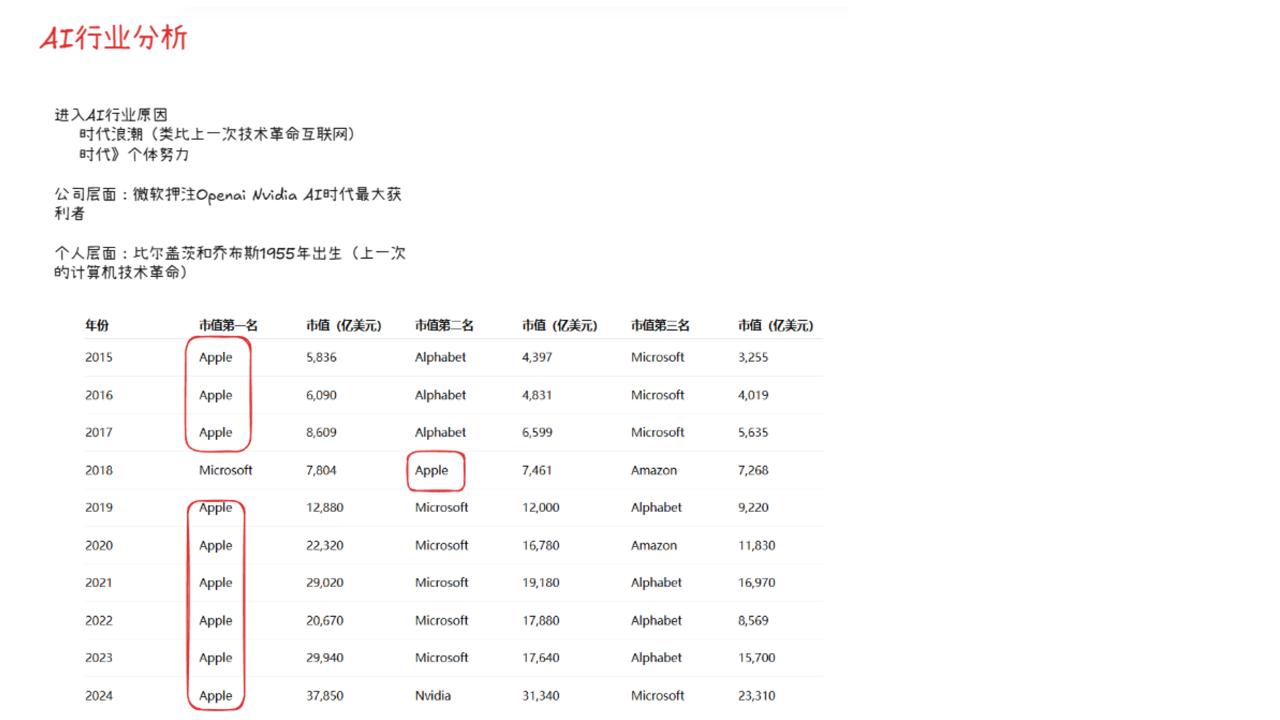 AI行业分析
进入AI行业原因
时代浪潮（类比上一次技术革命互联网）
时代》个体努力
公司层面：微软押注Openai Nvidia AI时代最大获
利者
个人层面：比尔盖茨和乔布斯1955年出生（上一次
的计算机技术革命）
年份 市值第一名 市值（亿美元） 市值第二名 市值（亿美元） 市值第三名 市值（亿美元）
2015 Apple 5,836 Alphabet 4,397 Microsoft 3,255
2016 Apple 6,090 Alphabet 4,831 Microsoft 4,019
2017 Apple 8,609 Alphabet 6,599 Microsoft 5,635
2018 Microsoft 7,804 Apple 7,461 Amazon 7,268
2019 Apple 12,880 Microsoft 12,000 Alphabet 9,220
2020 Apple 22,320 Microsoft 16,780 Amazon 11,830
2021 Apple 29,020 Microsoft 19,180 Alphabet 16,970
2022 Apple 20,670 Microsoft 17,880 Alphabet 8,569
2023 Apple 29,940 Microsoft 17,640 Alphabet 15,700
2024 Apple 37,850 Nvidia 31,340 Microsoft 23,310